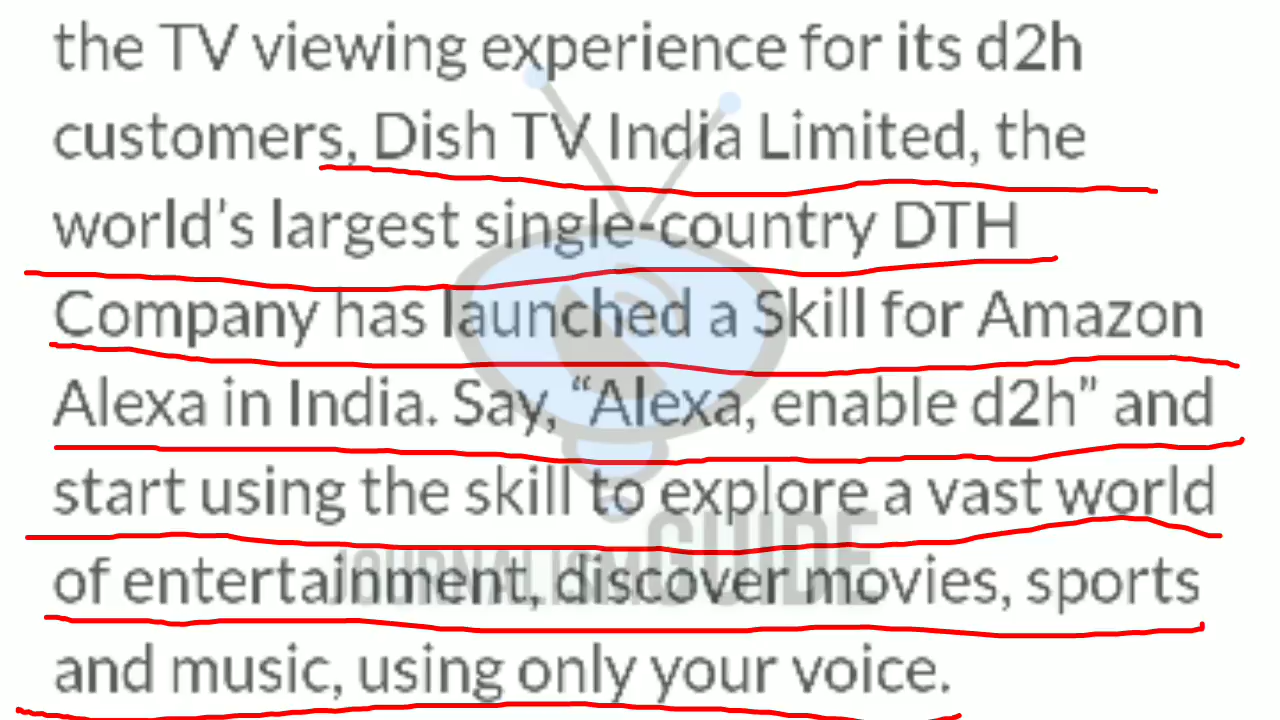 the TV viewing experience for its d2h
customers, Dish TV India Limited, the
world's largest single-country DTH
Company has launched a Skill for Amazon
Alexa in India. Say, “Alexa, enable d2h” and
start using the skill to explore a vast world
of entertainment, discover movies, sports
and music, using only your voice.
JOURNALISM GUIDE